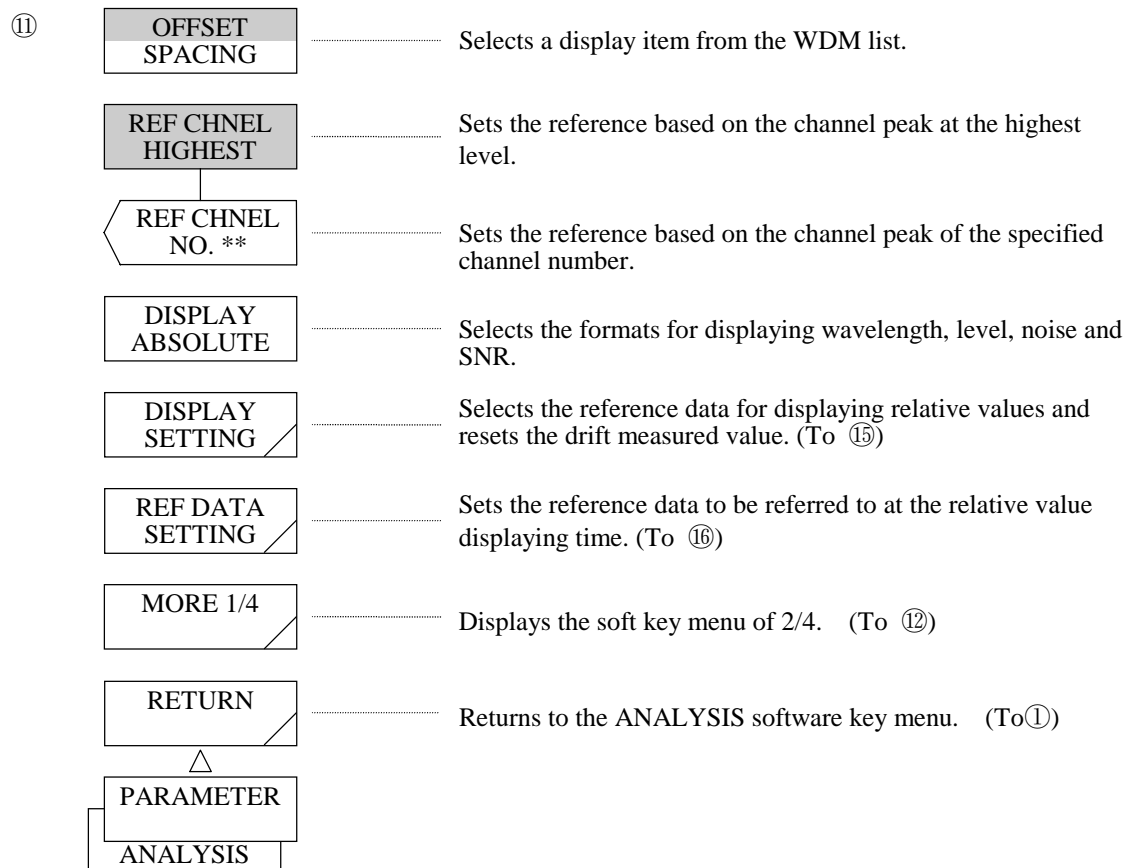 ⑪
OFFSET
SPACING
Selects a display item from the WDM list.
REF CHNEL
HIGHEST
Sets the reference based on the channel peak at the highest
level.
REF CHNEL
NO. **
Sets the reference based on the channel peak of the specified
channel number.
DISPLAY
ABSOLUTE
Selects the formats for displaying wavelength, level, noise and
SNR.
DISPLAY
SETTING
Selects the reference data for displaying relative values and
resets the drift measured value. (To ⑮)
REF DATA
SETTING
Sets the reference data to be referred to at the relative value
displaying time. (To ⑯)
MORE 1/4
Displays the soft key menu of 2/4. (To ⑫)
RETURN
Returns to the ANALYSIS software key menu. (To①)
PARAMETER
ANALYSIS